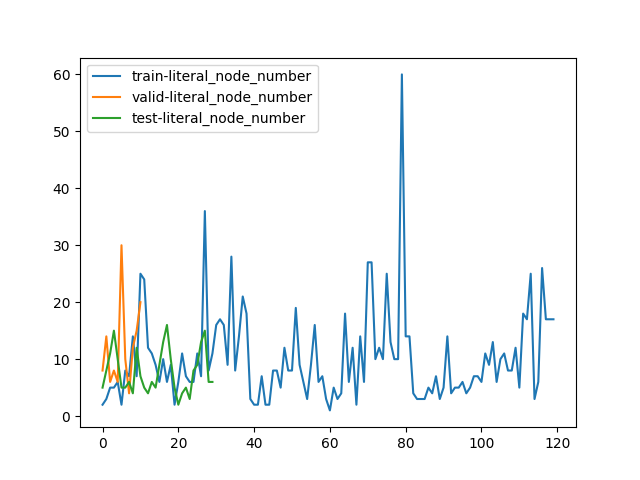 train-literal_node_number
valid-literal_node_number
test-literal_node_number
60
50
40
30
20
10
0
0 20 40 60 80 100 120